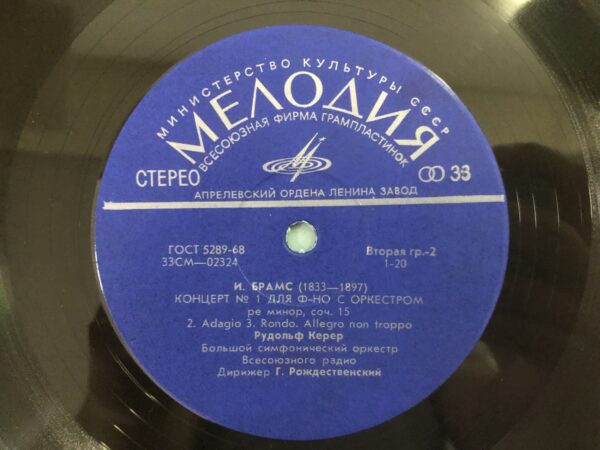 МИНИСТЕРСТВО КУЛЬТУРЫ СССР
МЕЛОДИЯ
ВСЕСОЮЗНАЯ ФИРМА ГРАМПЛАСТИНОК
СТЕРЕО 33
АПРЕЛЕВСКИЙ ОРДЕНА ЛЕНИНА ЗАВОД
ГОСТ 5289-68 Вторая гр.-2
33СМ—02324 1-20
И. БРАМС (1833—1897)
КОНЦЕРТ № 1 ДЛЯ Ф-НО С ОРКЕСТРОМ
ре минор, соч. 15
2. Adagio 3. Rondo. Allegro non troppo
Рудольф Керер
Большой симфонический оркестр
Всесоюзного радио
Дирижер Г. Рождественский